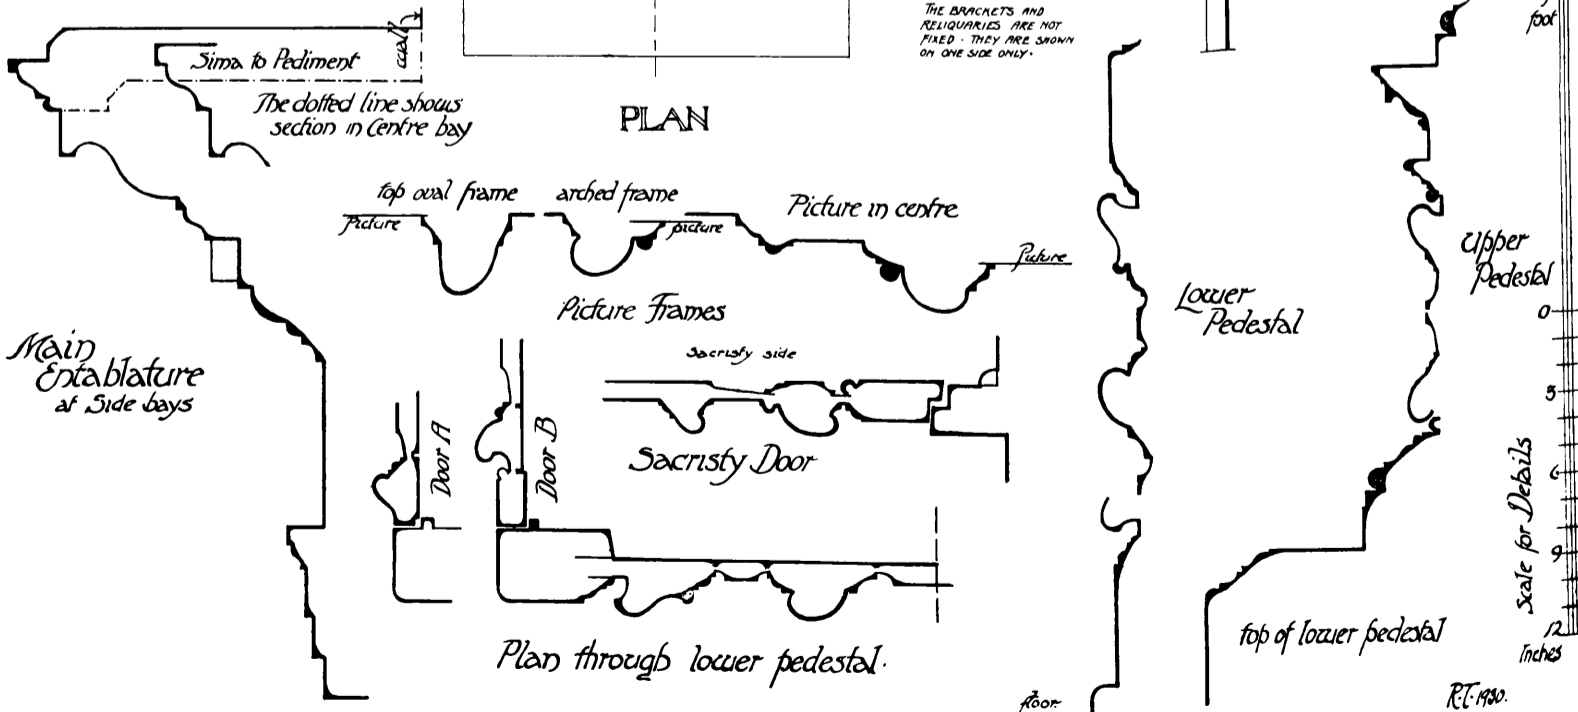 THE BRACKETS AND
RELIQUARIES ARE NOT
FIXED · THEY ARE SHOWN
ON ONE SIDE ONLY·
foot
wall
Sima to Pediment
The dotted line shows
section in Centre bay
PLAN
top oval frame
arched frame
Picture in centre
Picture
picture
Picture
Picture Frames
Upper
Pedestal
Lower
Pedestal
Main
Entablature
at Side bays
Sacristy side
Door A
Door B
Sacristy Door
Scale for Details
0
3
6
9
12
Inches
Plan through lower pedestal·
top of lower pedestal
floor
R.T. 1930.